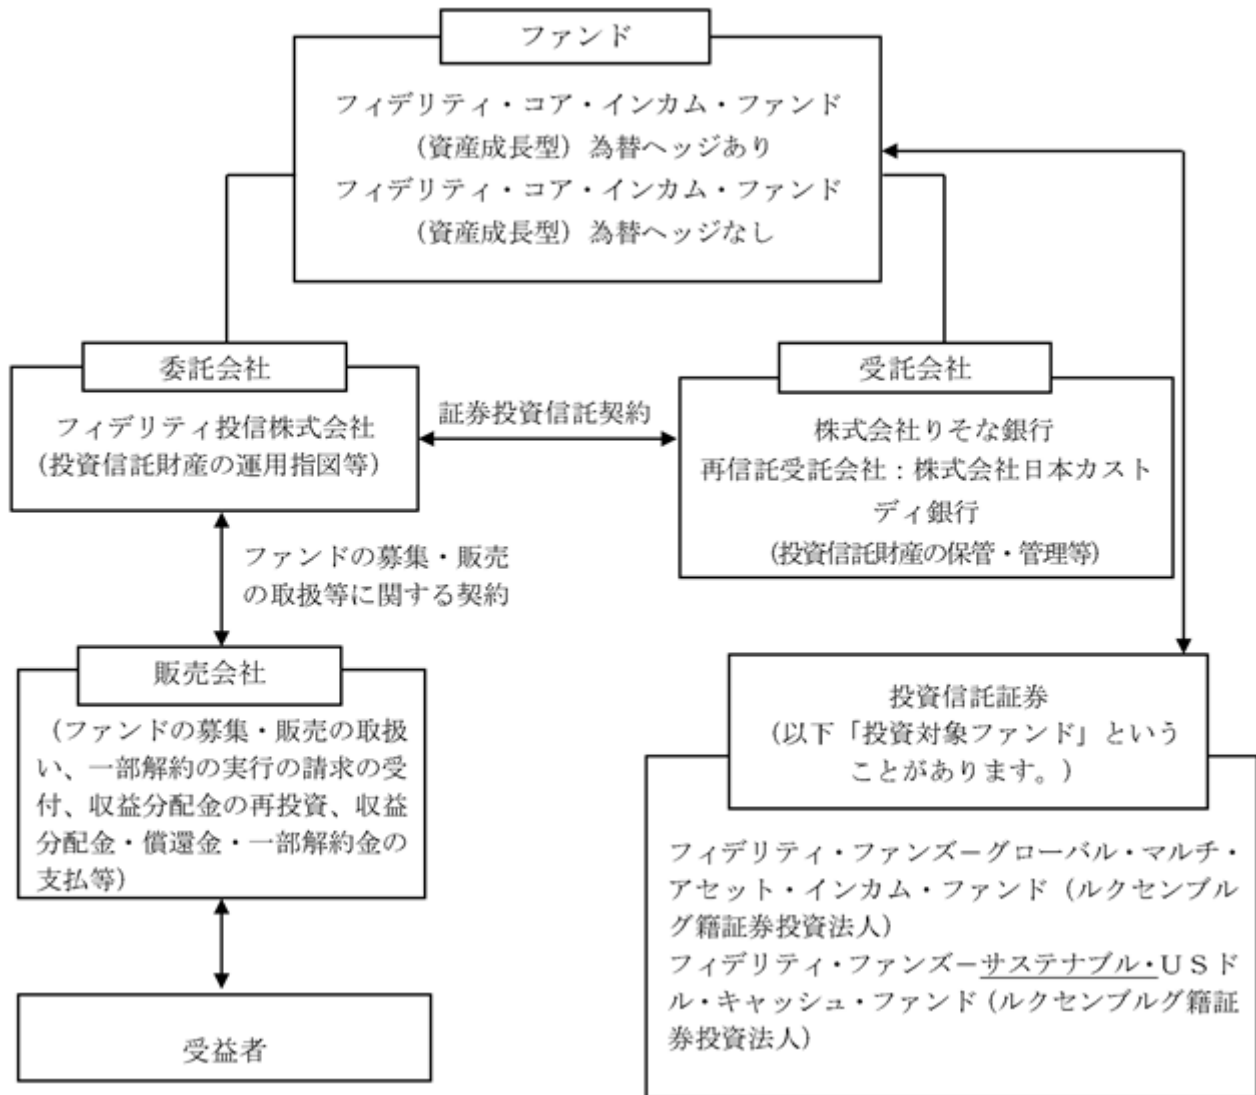 ファンド
フィデリティ・コア・インカム・ファンド
（資産成長型）為替ヘッジあり
フィデリティ・コア・インカム・ファンド
（資産成長型）為替ヘッジなし
委託会社
フィデリティ投信株式会社
（投資信託財産の運用指図等）
証券投資信託契約
受託会社
株式会社りそな銀行
再信託受託会社：株式会社日本カスト
ディ銀行
（投資信託財産の保管・管理等）
ファンドの募集・販売
の取扱等に関する契約
販売会社
（ファンドの募集・販売の取扱
い、一部解約の実行の請求の受
付、収益分配金の再投資、収益
分配金・償還金・一部解約金の
支払等）
受益者
投資信託証券
（以下「投資対象ファンド」という
ことがあります。）
フィデリティ・ファンズ－グローバル・マルチ・
アセット・インカム・ファンド（ルクセンブル
グ籍証券投資法人）
フィデリティ・ファンズ－サステナブル・ＵＳド
ル・キャッシュ・ファンド（ルクセンブルグ籍証
券投資法人）